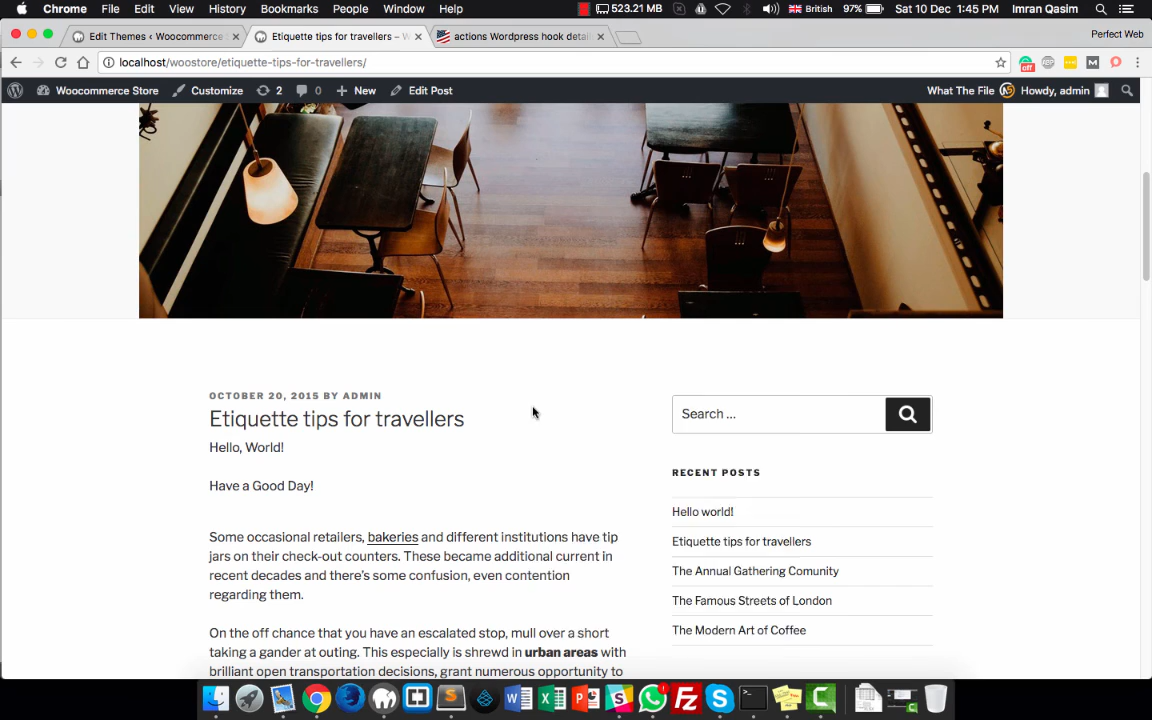 Chrome File Edit View History Bookmarks People Window Help 523.21 MB British 97% Sat 10 Dec 1:45 PM Imran Qasim
Edit Themes ‹ Woocommerce Etiquette tips for travellers – W actions Wordpress hook detai Perfect Web
localhost/woostore/etiquette-tips-for-travellers/
Woocommerce Store Customize 2 0 New Edit Post What The File Howdy, admin
OCTOBER 20, 2015 BY ADMIN
Etiquette tips for travellers
Hello, World!
Have a Good Day!
Some occasional retailers, bakeries and different institutions have tip
jars on their check-out counters. These became additional current in
recent decades and there's some confusion, even contention
regarding them.
On the off chance that you have an escalated stop, mull over a short
taking a gander at outing. This especially is shrewd in urban areas with
brilliant open transportation decisions, grant numerous opportunity to
Search ...
RECENT POSTS
Hello world!
Etiquette tips for travellers
The Annual Gathering Comunity
The Famous Streets of London
The Modern Art of Coffee